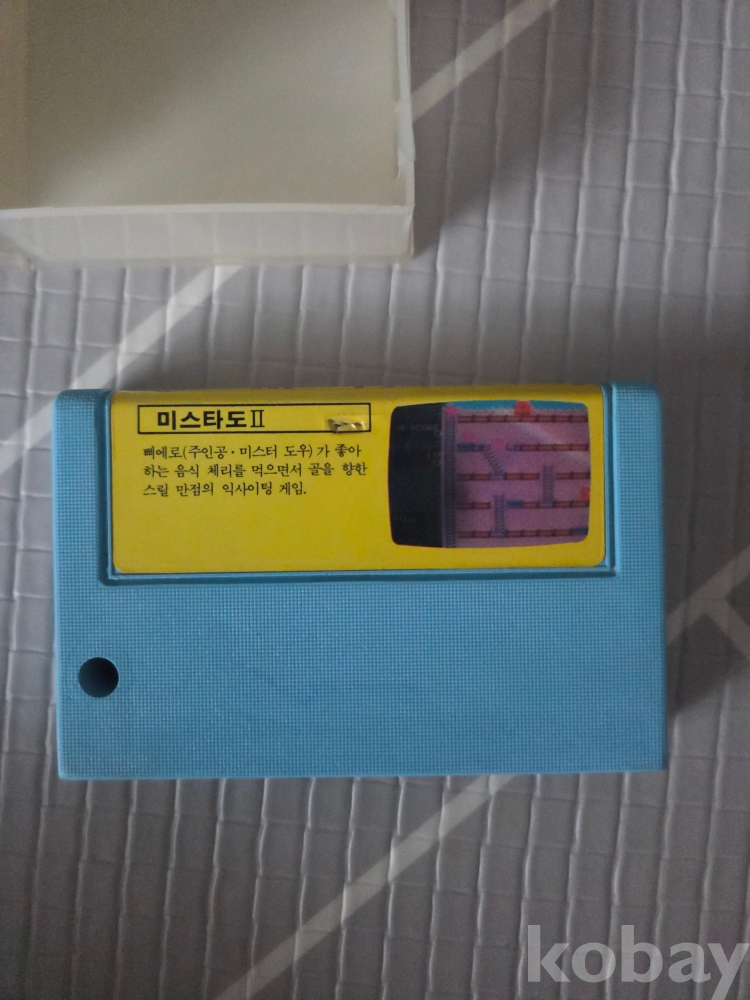 미스타도Ⅱ
삐에로(주인공·미스터 도우)가 좋아
하는 음식 체리를 먹으면서 골을 향한
스릴 만점의 익사이팅 게임.
kobay